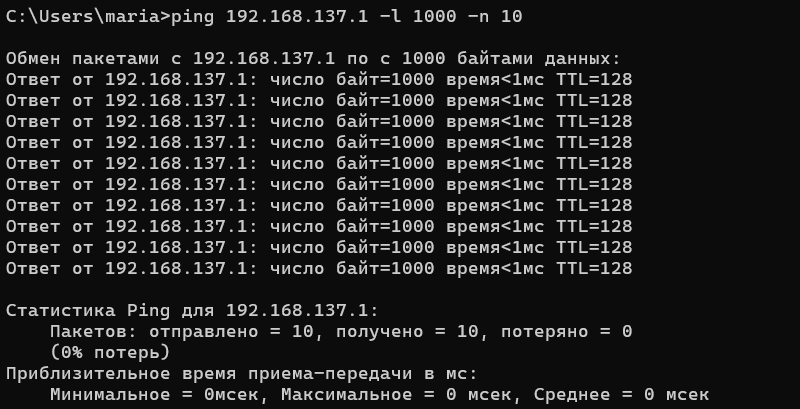 C:\Users\maria>ping 192.168.137.1 -l 1000 -n 10
Обмен пакетами с 192.168.137.1 по с 1000 байтами данных:
Ответ от 192.168.137.1: число байт=1000 время<1мс TTL=128
Ответ от 192.168.137.1: число байт=1000 время<1мс TTL=128
Ответ от 192.168.137.1: число байт=1000 время<1мс TTL=128
Ответ от 192.168.137.1: число байт=1000 время<1мс TTL=128
Ответ от 192.168.137.1: число байт=1000 время<1мс TTL=128
Ответ от 192.168.137.1: число байт=1000 время<1мс TTL=128
Ответ от 192.168.137.1: число байт=1000 время<1мс TTL=128
Ответ от 192.168.137.1: число байт=1000 время<1мс TTL=128
Ответ от 192.168.137.1: число байт=1000 время<1мс TTL=128
Ответ от 192.168.137.1: число байт=1000 время<1мс TTL=128
Статистика Ping для 192.168.137.1:
Пакетов: отправлено = 10, получено = 10, потеряно = 0
(0% потерь)
Приблизительное время приема-передачи в мс:
Минимальное = 0мсек, Максимальное = 0 мсек, Среднее = 0 мсек